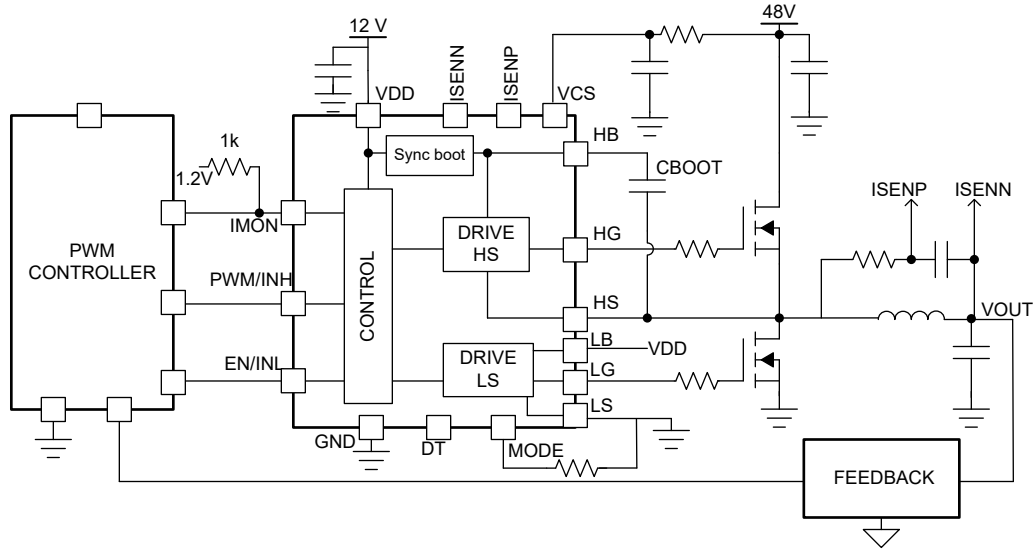 12 V
48V
VDD
ISENN
ISENP
VCS
HB
1k
1.2V
Sync boot
CBOOT
ISENP
ISENN
IMON
PWM
CONTROLLER
DRIVE
HS
HG
PWM/INH
CONTROL
HS
VOUT
LB
VDD
EN/INL
DRIVE
LS
LG
LS
GND
DT
MODE
FEEDBACK